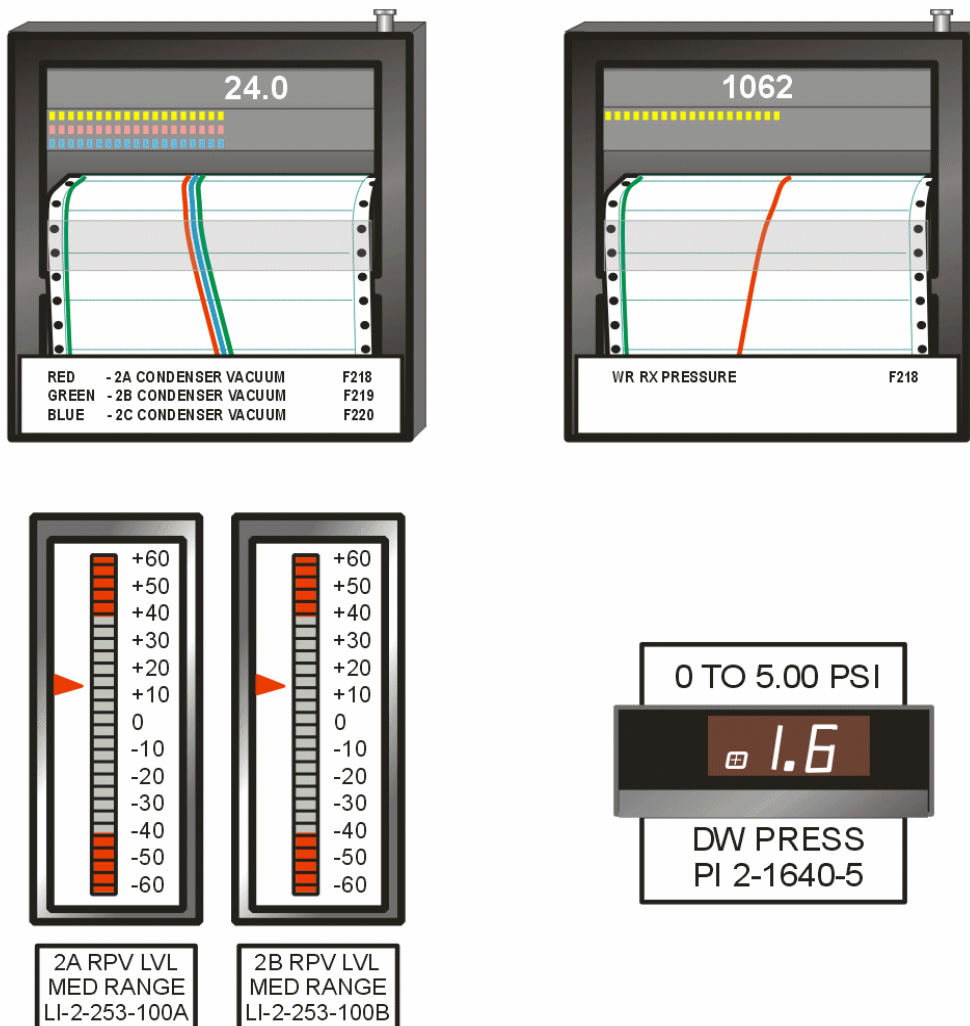 24.0
RED - 2A CONDENSER VACUUM F218
GREEN - 2B CONDENSER VACUUM F219
BLUE - 2C CONDENSER VACUUM F220
1062
WR RX PRESSURE F218
+60
+50
+40
+30
+20
+10
0
-10
-20
-30
-40
-50
-60
2A RPV LVL
MED RANGE
LI-2-253-100A
+60
+50
+40
+30
+20
+10
0
-10
-20
-30
-40
-50
-60
2B RPV LVL
MED RANGE
LI-2-253-100B
0 TO 5.00 PSI
1.6
DW PRESS
PI 2-1640-5